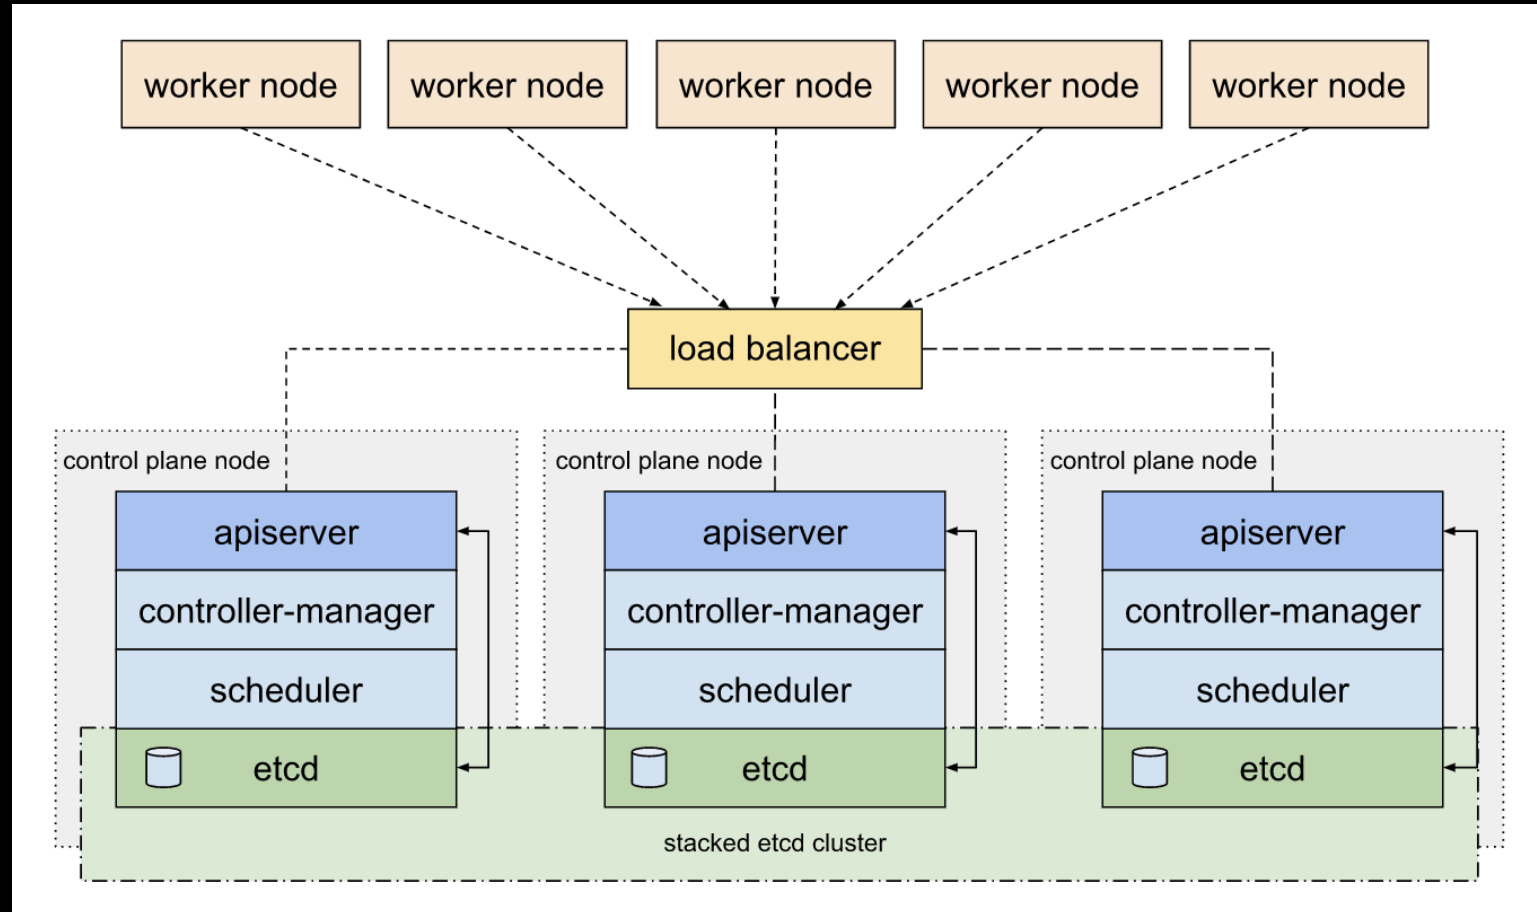 worker node
worker node
worker node
worker node
worker node
load balancer
control plane node
apiserver
controller-manager
scheduler
etcd
control plane node
apiserver
controller-manager
scheduler
etcd
control plane node
apiserver
controller-manager
scheduler
etcd
stacked etcd cluster